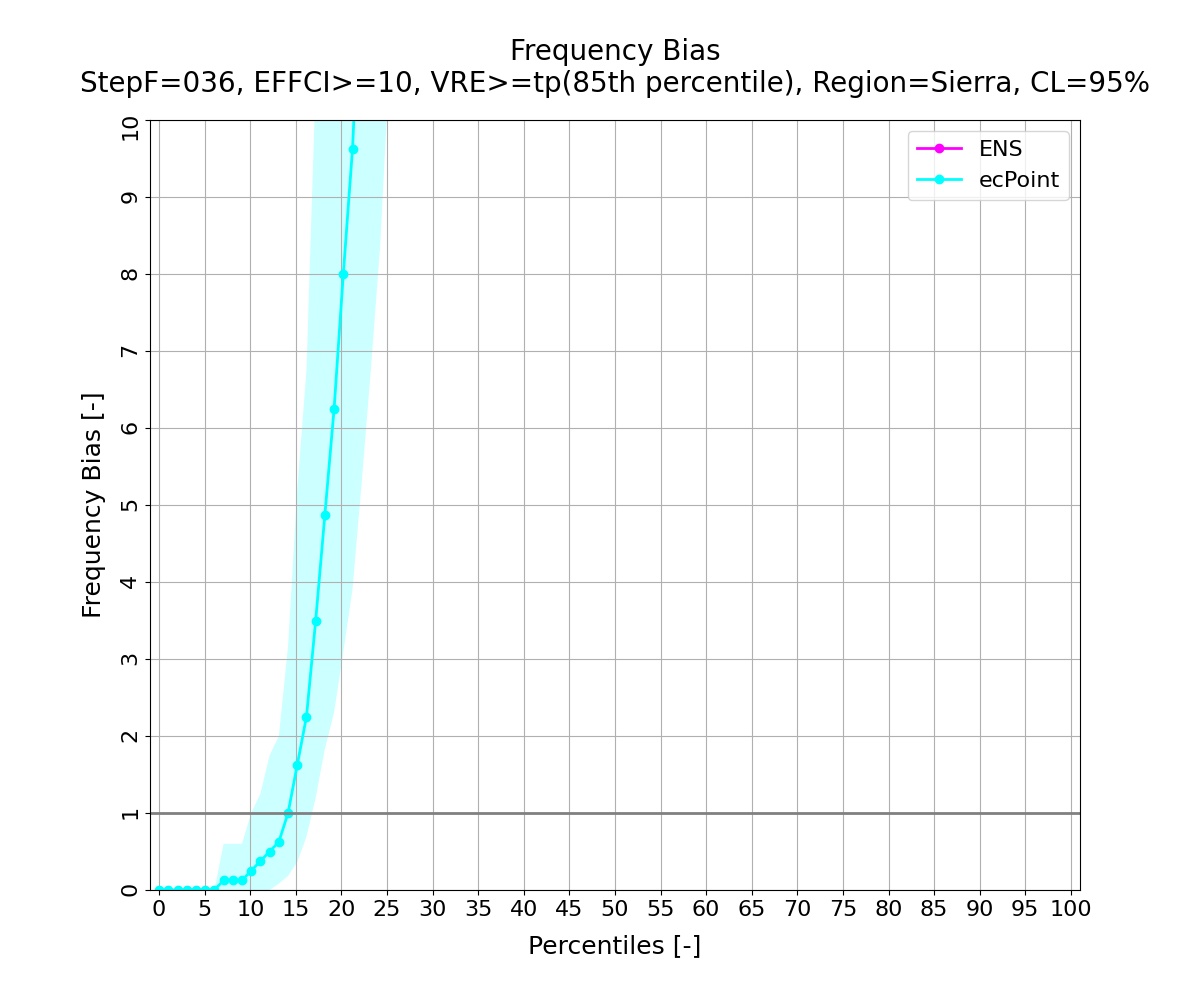 Frequency Bias
StepF=036, EFFCI>=10, VRE>=tp(85th percentile), Region=Sierra, CL=95%
ENS
ecPoint
10
9
8
7
6
5
4
3
2
1
0
Frequency Bias [-]
0 5 10 15 20 25 30 35 40 45 50 55 60 65 70 75 80 85 90 95 100
Percentiles [-]